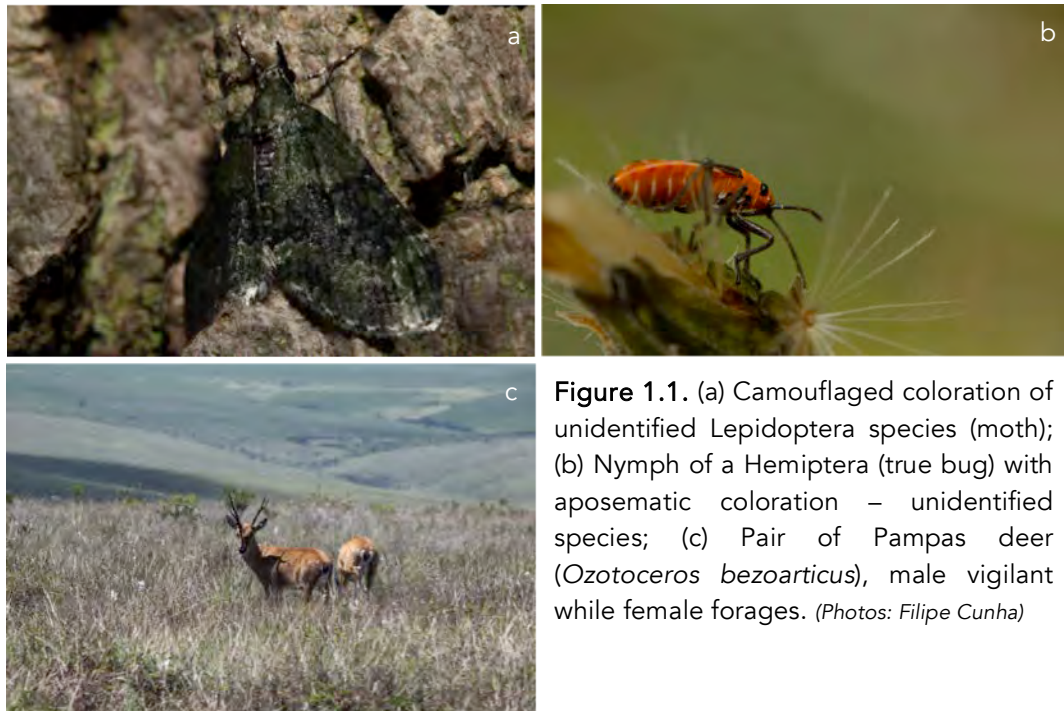 a
b
c
Figure 1.1. (a) Camouflaged coloration of
unidentified Lepidoptera species (moth);
(b) Nymph of a Hemiptera (true bug) with
aposematic coloration – unidentified
species; (c) Pair of Pampas deer
(Ozotoceros bezoarticus), male vigilant
while female forages. (Photos: Filipe Cunha)